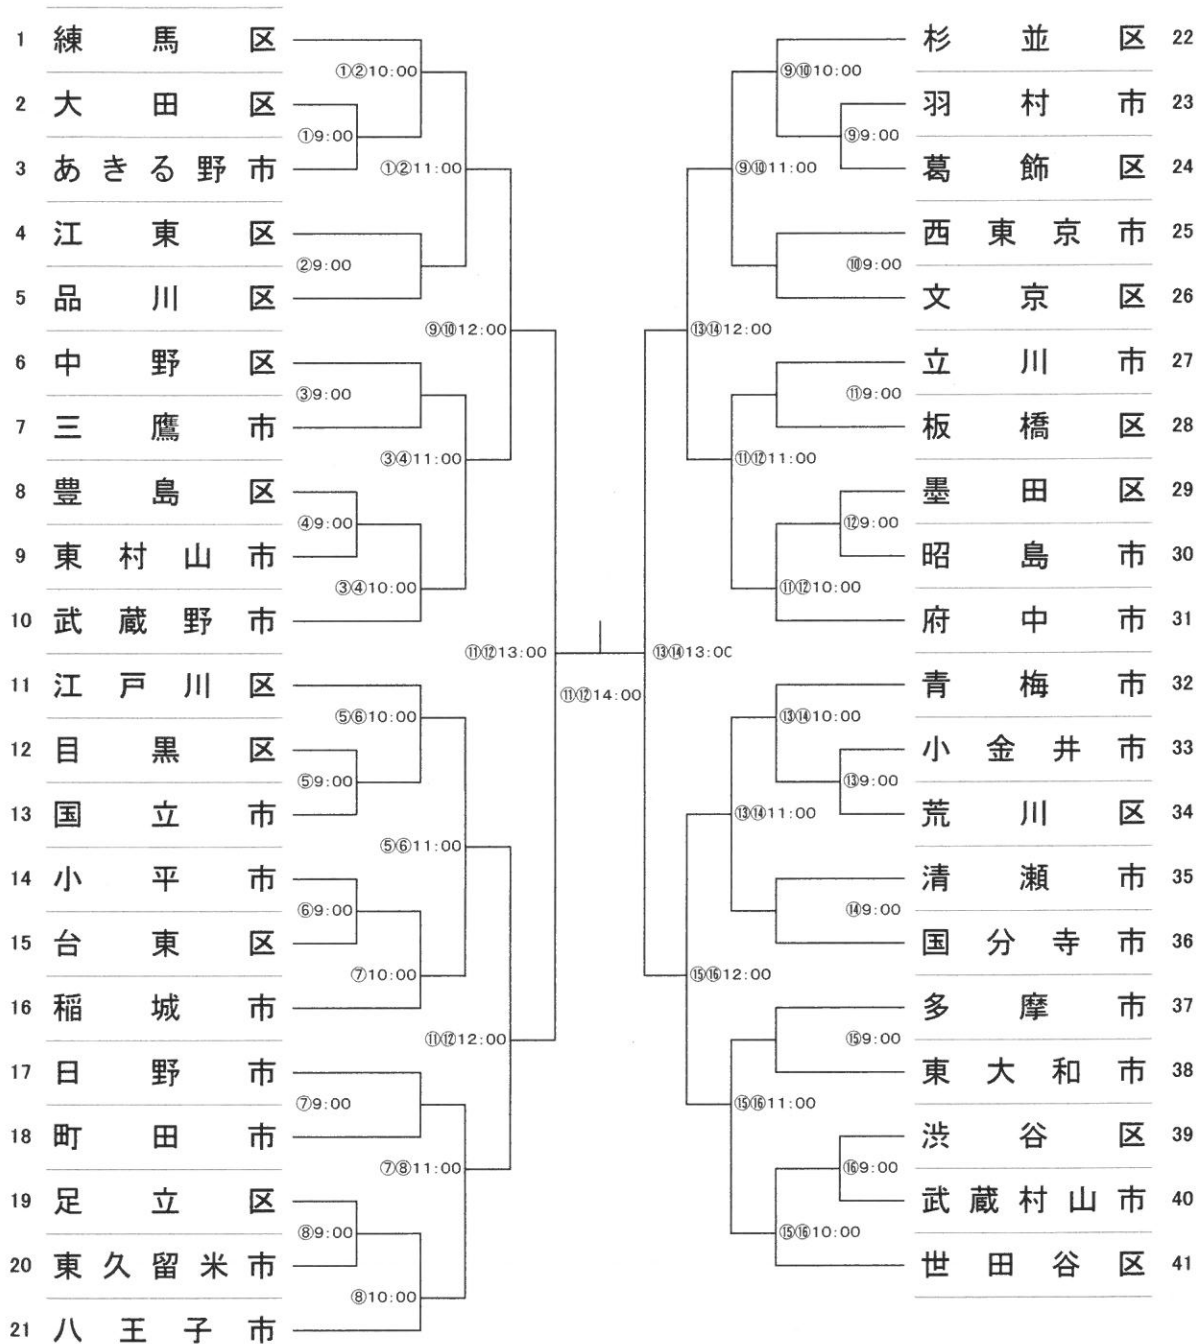 1 練馬区
①②10:00
2 大田区
①9:00
3 あきる野市
①②11:00
4 江東区
②9:00
5 品川区
⑨⑩12:00
6 中野区
③9:00
7 三鷹市
③④11:00
8 豊島区
④9:00
9 東村山市
③④10:00
10 武蔵野市
⑪⑫13:00
11 江戸川区
⑤⑥10:00
12 目黒区
⑤9:00
13 国立市
⑤⑥11:00
14 小平市
⑥9:00
15 台東区
⑦10:00
16 稲城市
⑪⑫12:00
17 日野市
⑦9:00
18 町田市
⑦⑧11:00
19 足立区
⑧9:00
20 東久留米市
⑧10:00
21 八王子市
⑪⑫14:00
杉並区 22
⑨⑩10:00
羽村市 23
⑨9:00
葛飾区 24
⑨⑩11:00
西東京市 25
⑩9:00
文京区 26
⑬⑭12:00
立川市 27
⑪9:00
板橋区 28
⑪⑫11:00
墨田区 29
⑫9:00
昭島市 30
⑪⑫10:00
府中市 31
⑬⑭13:00
青梅市 32
⑬⑭10:00
小金井市 33
⑬9:00
荒川区 34
⑬⑭11:00
清瀬市 35
⑭9:00
国分寺市 36
⑮⑯12:00
多摩市 37
⑮9:00
東大和市 38
⑮⑯11:00
渋谷区 39
⑯9:00
武蔵村山市 40
⑮⑯10:00
世田谷区 41